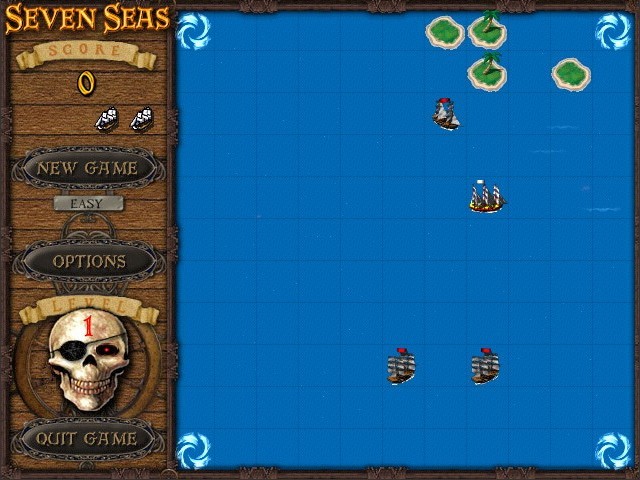 SEVEN SEAS
SCORE
0
NEW GAME
EASY
OPTIONS
LEVEL
1
QUIT GAME